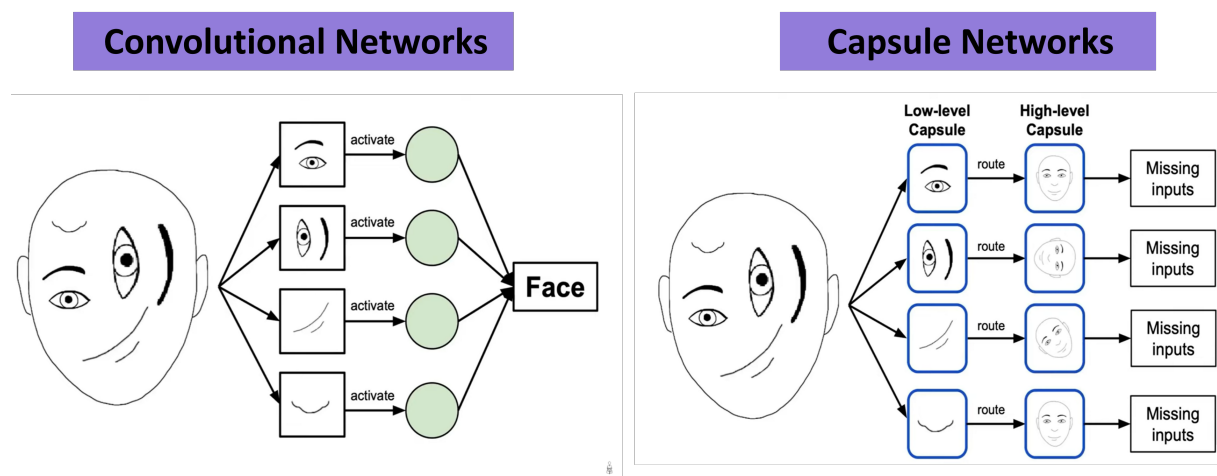 Convolutional Networks
activate
activate
activate
activate
Face
Capsule Networks
Low-level
Capsule
High-level
Capsule
route
Missing
inputs
route
Missing
inputs
route
Missing
inputs
route
Missing
inputs